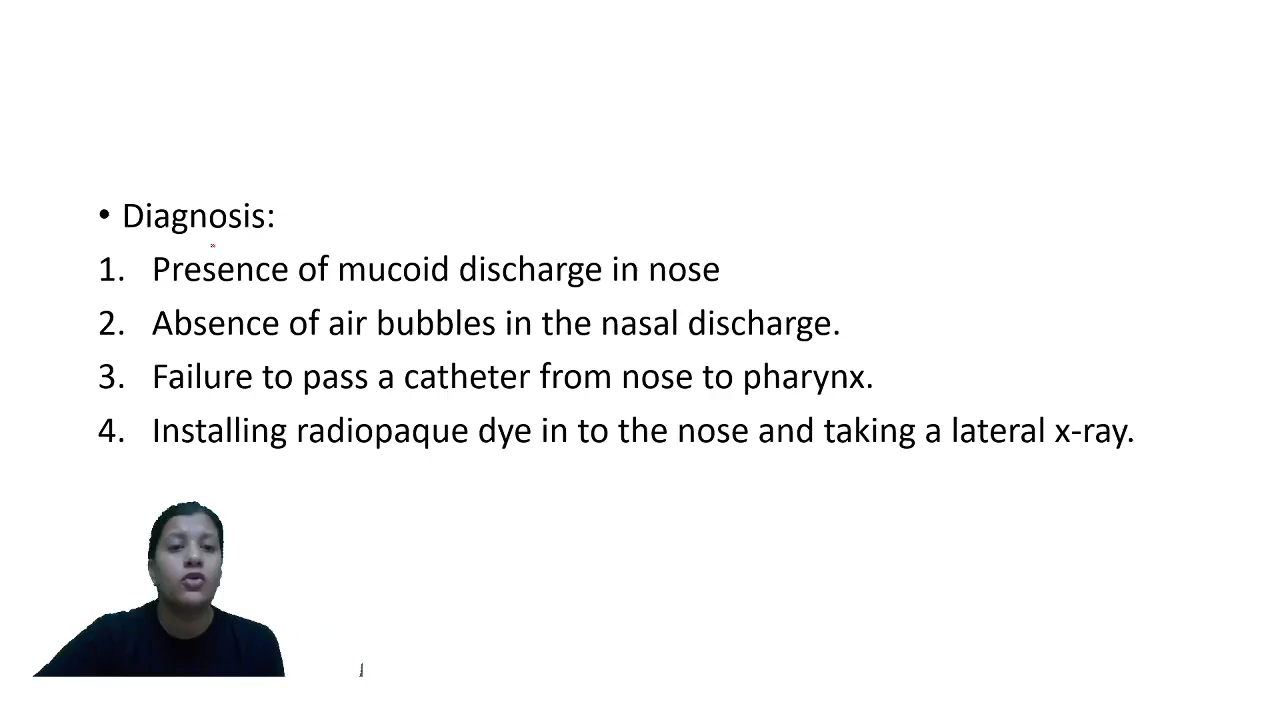 • Diagnosis:
1. Presence of mucoid discharge in nose
2. Absence of air bubbles in the nasal discharge.
3. Failure to pass a catheter from nose to pharynx.
4. Installing radiopaque dye in to the nose and taking a lateral x-ray.